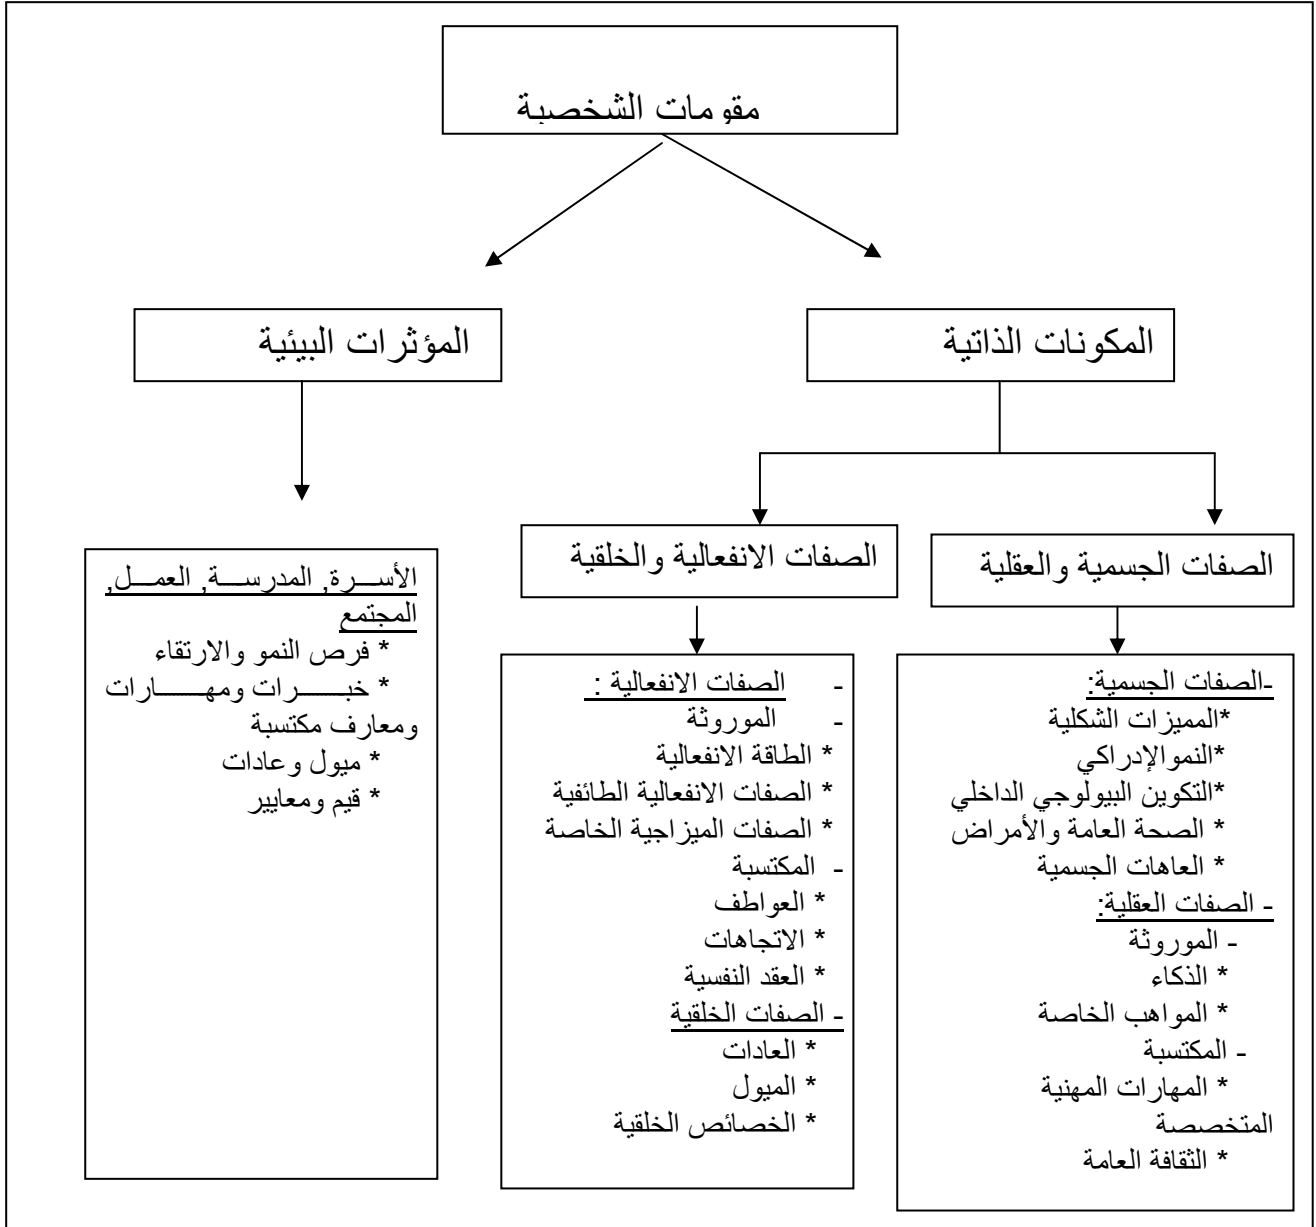 مقومات الشخصية
المكونات الذاتية
المؤثرات البيئية
الصفات الجسمية والعقلية
الصفات الانفعالية والخلقية
-الصفات الجسمية:
*المميزات الشكلية
*النموالإدراكي
*التكوين البيولوجي الداخلي
* الصحة العامة والأمراض
* العاهات الجسمية
- الصفات العقلية:
- الموروثة
* الذكاء
* المواهب الخاصة
- المكتسبة
* المهارات المهنية
المتخصصة
* الثقافة العامة
- الصفات الانفعالية :
- الموروثة
* الطاقة الانفعالية
* الصفات الانفعالية الطائفية
* الصفات الميزاجية الخاصة
- المكتسبة
* العواطف
* الاتجاهات
* العقد النفسية
- الصفات الخلقية
* العادات
* الميول
* الخصائص الخلقية
الأسرة, المدرسة, العمل,
المجتمع
* فرص النمو والارتقاء
* خبرات ومهارات
ومعارف مكتسبة
* ميول وعادات
* قيم ومعايير